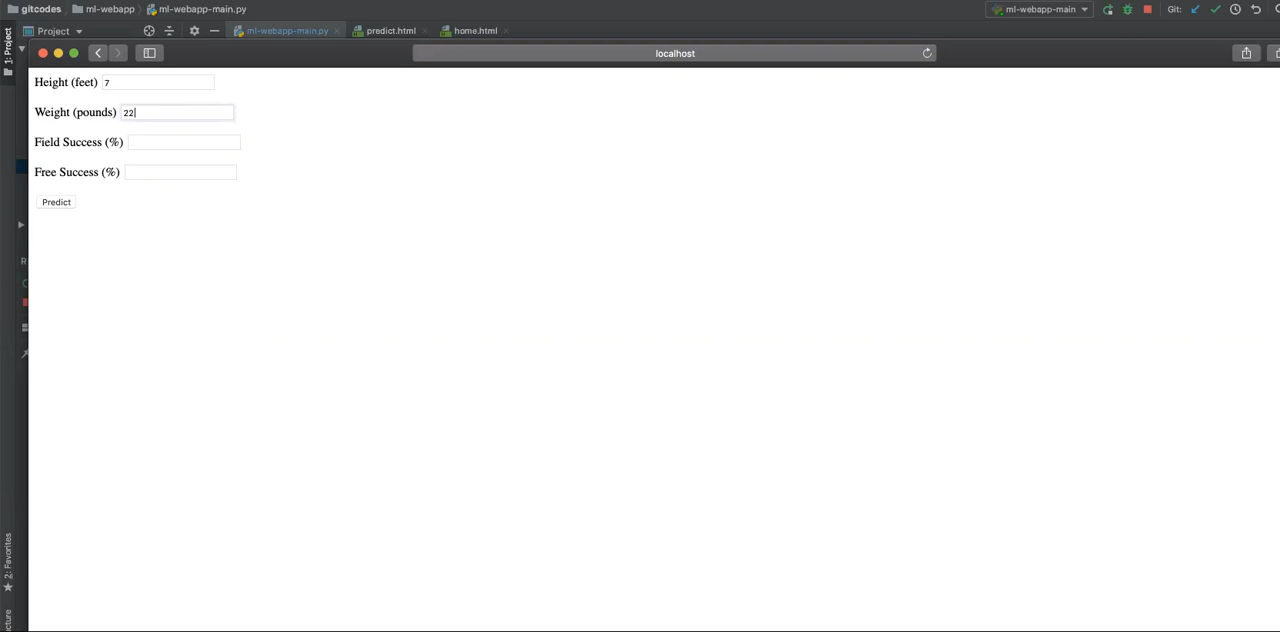 gitcodes ml-webapp ml-webapp-main.py ml-webapp-main Git:
Project ml-webapp-main.py predict.html home.html
1: Project
localhost
Height (feet) 7
Weight (pounds) 22
Field Success (%)
Free Success (%)
Predict
R
2: Favorites